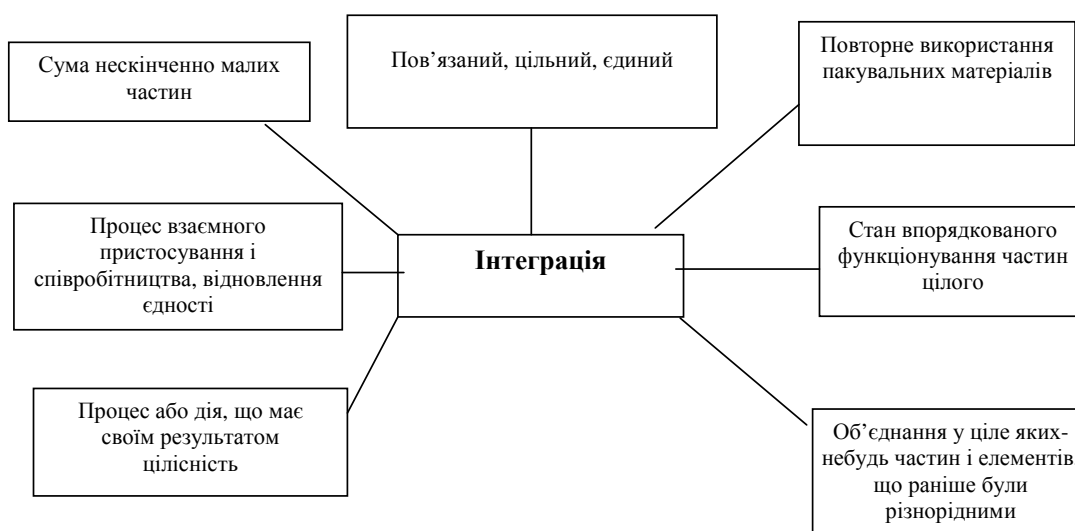 Сума нескінченно малих
частин
Пов’язаний, цільний, єдиний
Повторне використання
пакувальних матеріалів
Процес взаємного
пристосування і
співробітництва, відновлення
єдності
Інтеграція
Стан впорядкованого
функціонування частин
цілого
Процес або дія, що має
своїм результатом
цілісність
Об’єднання у ціле яких-
небудь частин і елементів
що раніше були
різнорідними